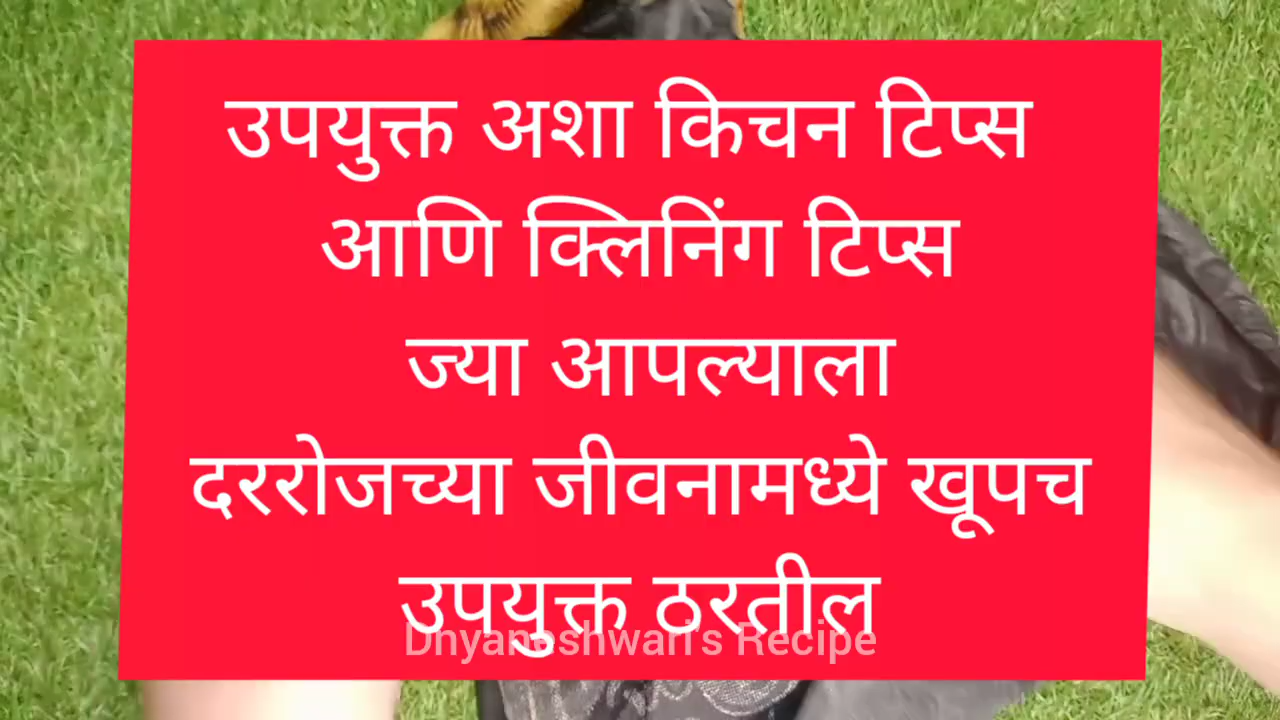 उपयुक्त अशा किचन टिप्स
आणि क्लिनिंग टिप्स
ज्या आपल्याला
दररोजच्या जीवनामध्ये खूपच
उपयुक्त ठरतील
Dhyaneshwari's Recipe